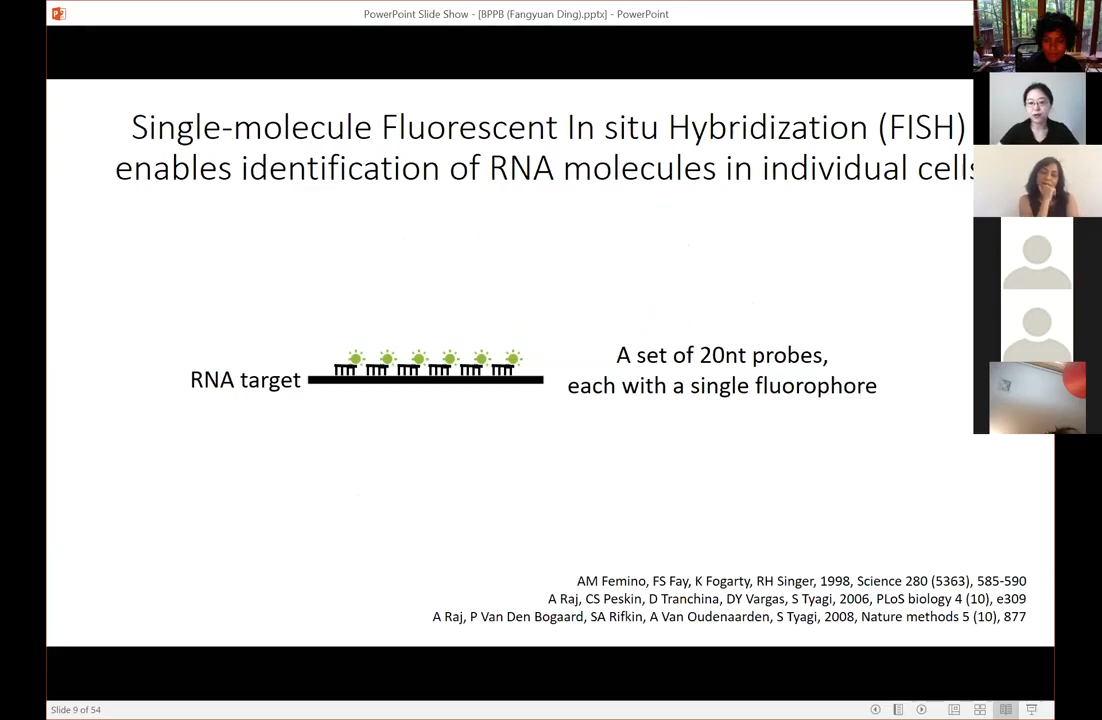 PowerPoint Slide Show - [BPPB (Fangyuan Ding).pptx] - PowerPoint
Single-molecule Fluorescent In situ Hybridization (FISH)
enables identification of RNA molecules in individual cells
RNA target
A set of 20nt probes,
each with a single fluorophore
AM Femino, FS Fay, K Fogarty, RH Singer, 1998, Science 280 (5363), 585-590
A Raj, CS Peskin, D Tranchina, DY Vargas, S Tyagi, 2006, PLoS biology 4 (10), e309
A Raj, P Van Den Bogaard, SA Rifkin, A Van Oudenaarden, S Tyagi, 2008, Nature methods 5 (10), 877
Slide 9 of 54